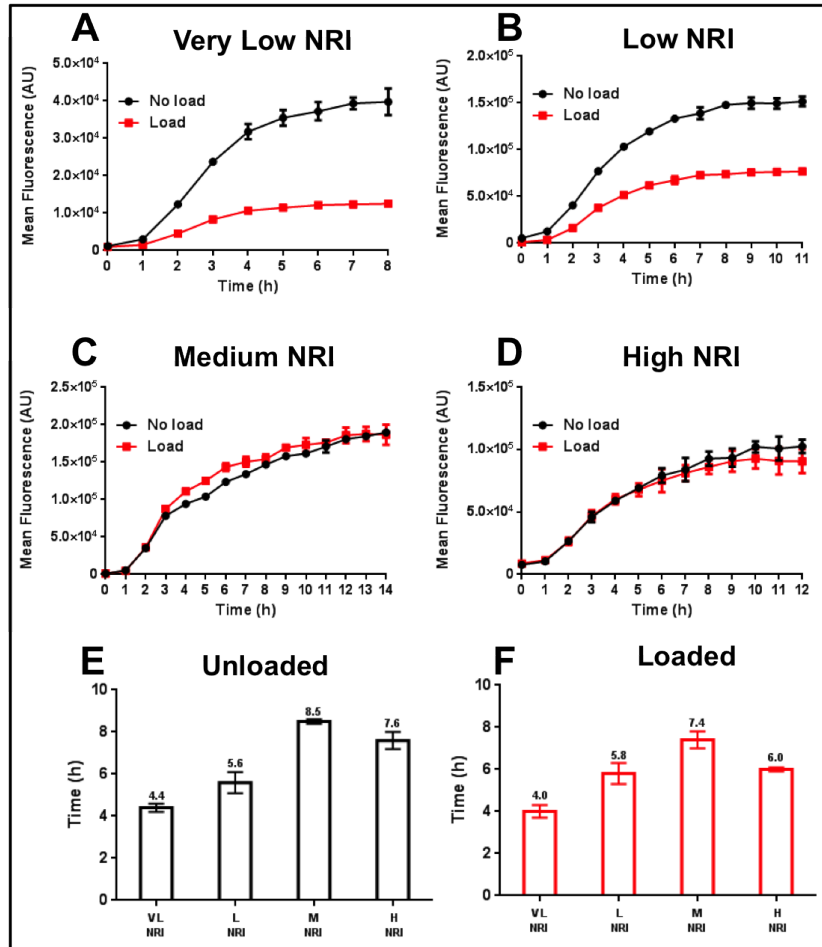 A
Very Low NRI
Mean Fluorescence (AU)
5.0×10⁴
4.0×10⁴
3.0×10⁴
2.0×10⁴
1.0×10⁴
0
No load
Load
0 1 2 3 4 5 6 7 8
Time (h)
B
Low NRI
Mean Fluorescence (AU)
2.0×10⁵
1.5×10⁵
1.0×10⁵
5.0×10⁴
0
No load
Load
0 1 2 3 4 5 6 7 8 9 10 11
Time (h)
C
Medium NRI
Mean Fluorescence (AU)
2.5×10⁵
2.0×10⁵
1.5×10⁵
1.0×10⁵
5.0×10⁴
0
No load
Load
0 1 2 3 4 5 6 7 8 9 10 11 12 13 14
Time (h)
D
High NRI
Mean Fluorescence (AU)
1.5×10⁵
1.0×10⁵
5.0×10⁴
0
No load
Load
0 1 2 3 4 5 6 7 8 9 10 11 12
Time (h)
E
Unloaded
Time (h)
10
8
6
4
2
0
4.4
5.6
8.5
7.6
VL L M H
NRI NRI NRI NRI
F
Loaded
Time (h)
10
8
6
4
2
0
4.0
5.8
7.4
6.0
VL L M H
NRI NRI NRI NRI